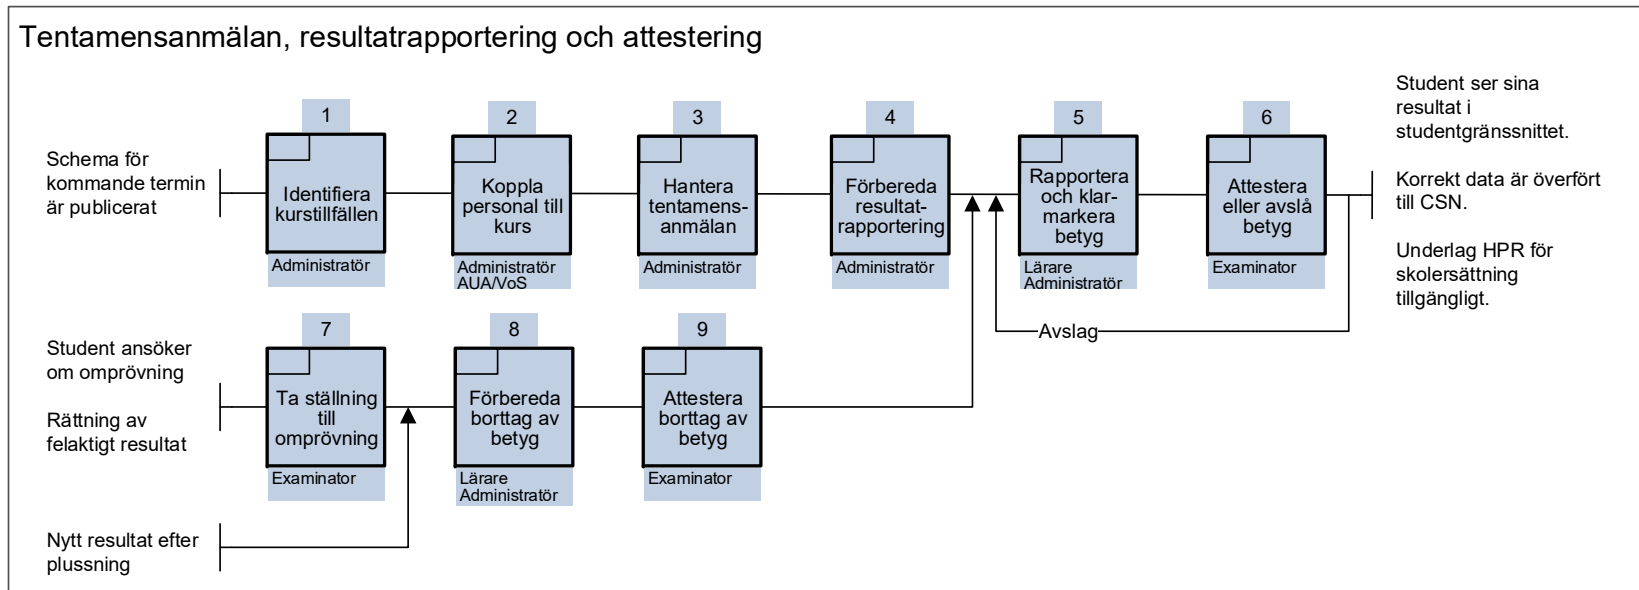 Tentamensanmälan, resultatrapportering och attestering
Schema för
kommande termin
är publicerat
1
Identifiera
kurstillfällen
Administratör
2
Koppla
personal till
kurs
Administratör
AUA/VoS
3
Hantera
tentamens-
anmälan
Administratör
4
Förbereda
resultat-
rapportering
Administratör
5
Rapportera
och klar-
markera
betyg
Lärare
Administratör
6
Attestera
eller avslå
betyg
Examinator
Student ser sina
resultat i
studentgränssnittet.
Korrekt data är överfört
till CSN.
Underlag HPR för
skolersättning
tillgängligt.
Avslag
Student ansöker
om omprövning
Rättning av
felaktigt resultat
7
Ta ställning
till
omprövning
Examinator
8
Förbereda
borttag av
betyg
Lärare
Administratör
9
Attestera
borttag av
betyg
Examinator
Nytt resultat efter
plussning